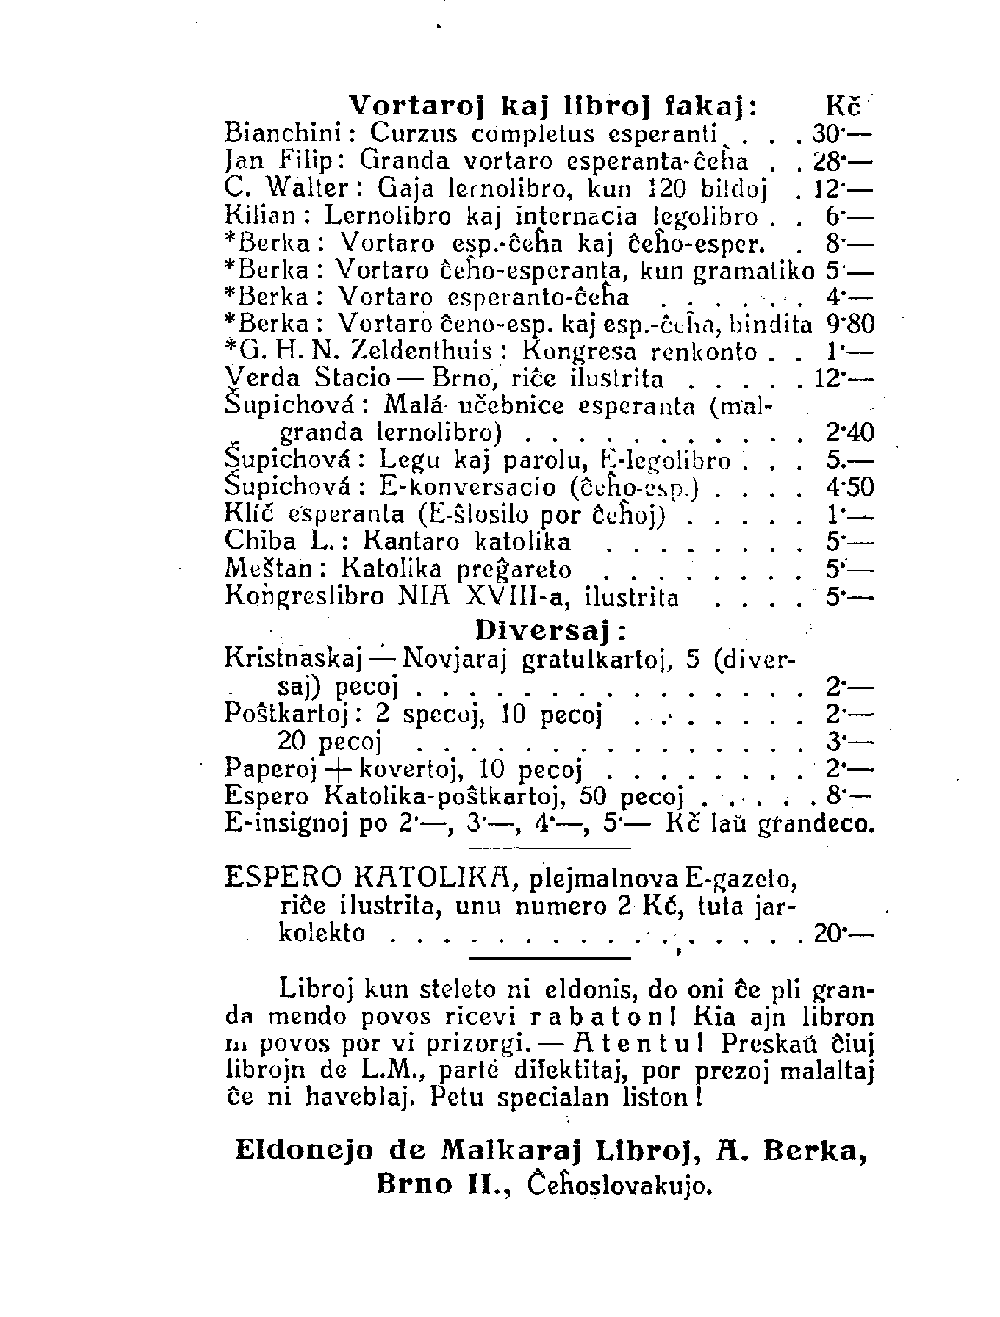 Vortaroj kaj libroj fakaj: Kč
Bianchini: Curzus completus esperanti . . . 30·—
Jan Filip: Granda vortaro esperanta-ĉeĥa . . 28·—
C. Walter: Gaja lernolibro, kun 120 bildoj . 12·—
Kilian: Lernolibro kaj internacia legolibro . . 6·—
*Berka: Vortaro esp.-ĉeĥa kaj ĉeĥo-esper. . 8·—
*Berka: Vortaro ĉeĥo-esperanta, kun gramatiko 5·—
*Berka: Vortaro esperanto-ĉeĥa . . . . . . 4·—
*Berka: Vortaro ĉeno-esp. kaj esp.-ĉeĥa, bindita 9·80
*G. H. N. Zeldenthuis: Kongresa renkonto . . 1·—
Verda Stacio — Brno, riĉe ilustrita . . . . . 12·—
Šupichová: Malá učebnice esperanta (mal-
granda lernolibro) . . . . . . . . . . . 2·40
Šupichová: Legu kaj parolu, E-legolibro . . . 5.—
Šupichová: E-konversacio (ĉeĥo-esp.) . . . . 4·50
Klíč esperanta (E-ŝlosilo por ĉeĥoj) . . . . . 1·—
Chiba L.: Kantaro katolika . . . . . . . . 5·—
Meštan: Katolika preĝareto . . . . . . . . 5·—
Kongreslibro NIA XVIII-a, ilustrita . . . . 5·—
Diversaj:
Kristnaskaj — Novjaraj gratulkartoj, 5 (diver-
saj) pecoj . . . . . . . . . . . . . . . 2·—
Poŝtkartoj: 2 specoj, 10 pecoj . . . . . . . 2·—
20 pecoj . . . . . . . . . . . . . . . 3·—
Paperoj + kovertoj, 10 pecoj . . . . . . . . 2·—
Espero Katolika-poŝtkartoj, 50 pecoj . . . . . 8·—
E-insignoj po 2·—, 3·—, 4·—, 5·— Kč laŭ grandeco.
ESPERO KATOLIKA, plejmalnova E-gazeto,
riĉe ilustrita, unu numero 2 Kč, tuta jar-
kolekto . . . . . . . . . . . . . . . . 20·—
Libroj kun steleto ni eldonis, do oni ĉe pli gran-
da mendo povos ricevi rabaton! Kia ajn libron
ni povos por vi prizorgi. — Atentu! Preskaŭ ĉiuj
librojn de L.M., parte difektitaj, por prezoj malaltaj
ĉe ni haveblaj. Petu specialan liston!
Eldonejo de Malkaraj Libroj, A. Berka,
Brno II., Ĉeĥoslovakujo.